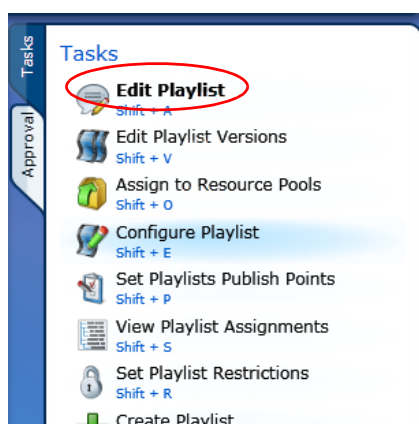 Tasks
Approval
Tasks
Edit Playlist
Shift + A
Edit Playlist Versions
Shift + V
Assign to Resource Pools
Shift + O
Configure Playlist
Shift + E
Set Playlists Publish Points
Shift + P
View Playlist Assignments
Shift + S
Set Playlist Restrictions
Shift + R
Create Playlist